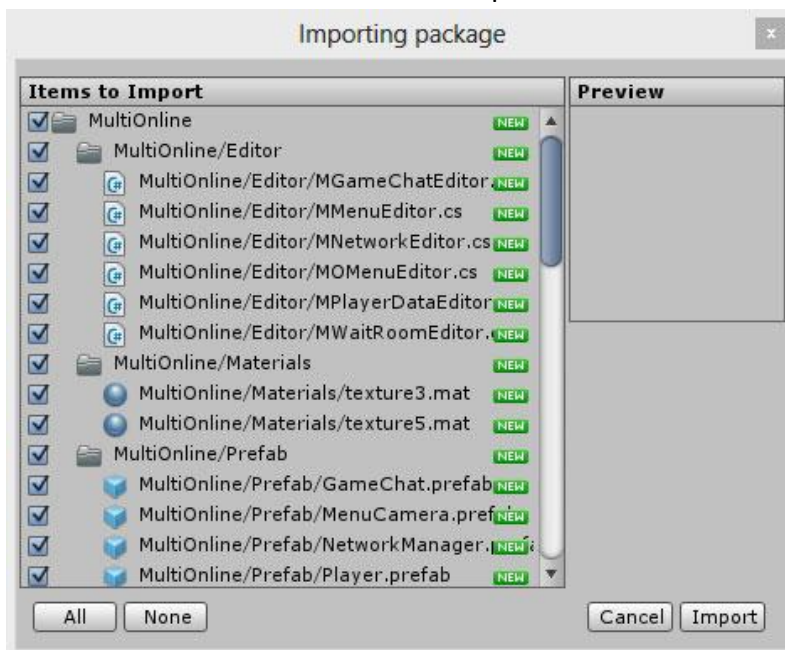 Importing package
x
Items to Import
Preview
MultiOnline NEW
MultiOnline/Editor NEW
MultiOnline/Editor/MGameChatEditor. NEW
MultiOnline/Editor/MMenuEditor.cs NEW
MultiOnline/Editor/MNetworkEditor.cs NEW
MultiOnline/Editor/MOMenuEditor.cs NEW
MultiOnline/Editor/MPlayerDataEditor NEW
MultiOnline/Editor/MWaitRoomEditor. NEW
MultiOnline/Materials NEW
MultiOnline/Materials/texture3.mat NEW
MultiOnline/Materials/texture5.mat NEW
MultiOnline/Prefab NEW
MultiOnline/Prefab/GameChat.prefab NEW
MultiOnline/Prefab/MenuCamera.pref NEW
MultiOnline/Prefab/NetworkManager. NEW
MultiOnline/Prefab/Player.prefab NEW
All None Cancel Import